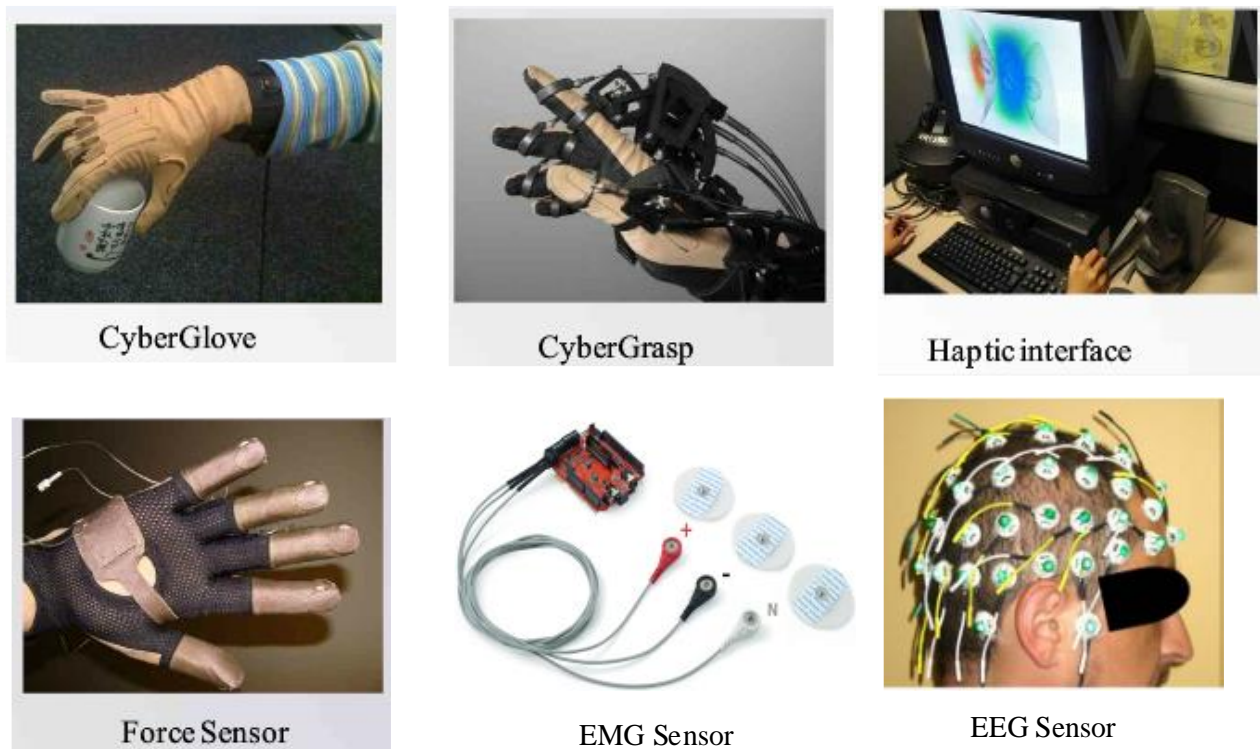 CyberGlove
CyberGrasp
Haptic interface
Force Sensor
+
-
N
EMG Sensor
EEG Sensor